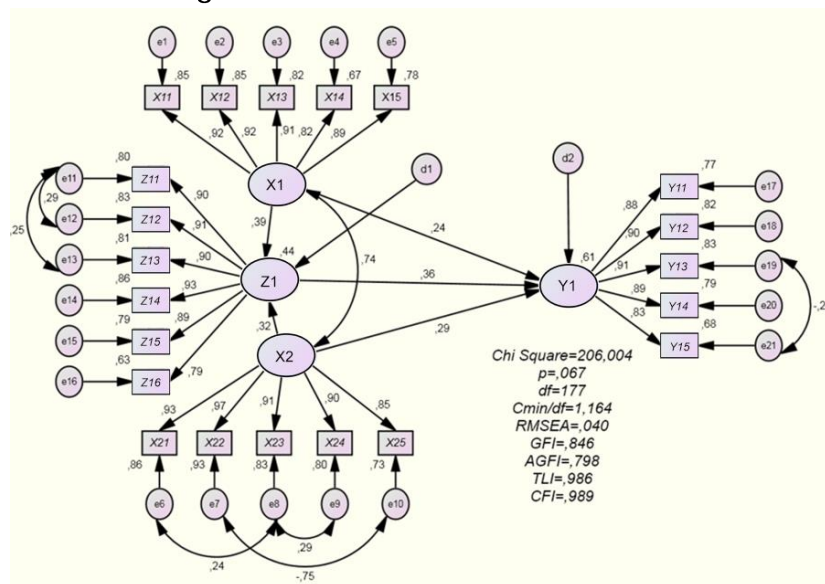 e1 e2 e3 e4 e5
,85 ,85 ,82 ,67 ,78
X11 X12 X13 X14 X15
,92 ,92 ,91 ,82 ,89
X1
d1
d2
e11 ,80 Z11
,29
e12 ,83 Z12
,25
e13 ,81 Z13
e14 ,86 Z14
e15 ,79 Z15
e16 ,63 Z16
,90
,91
,90
,93
,89
,79
,39
,44
Z1
,32
,74
X2
,24
,36
,29
,61
Y1
,88
,90
,91
,89
,83
,77
Y11 e17
,82
Y12 e18
,83
Y13 e19
,79
Y14 e20
,68
Y15 e21
,93 ,97 ,91 ,90 ,85
X21 X22 X23 X24 X25
,86 ,93 ,83 ,80 ,73
e6 e7 e8 e9 e10
,24
,29
-,75
Chi Square=206,004
p=,067
df=177
Cmin/df=1,164
RMSEA=,040
GFI=,846
AGFI=,798
TLI=,986
CFI=,989